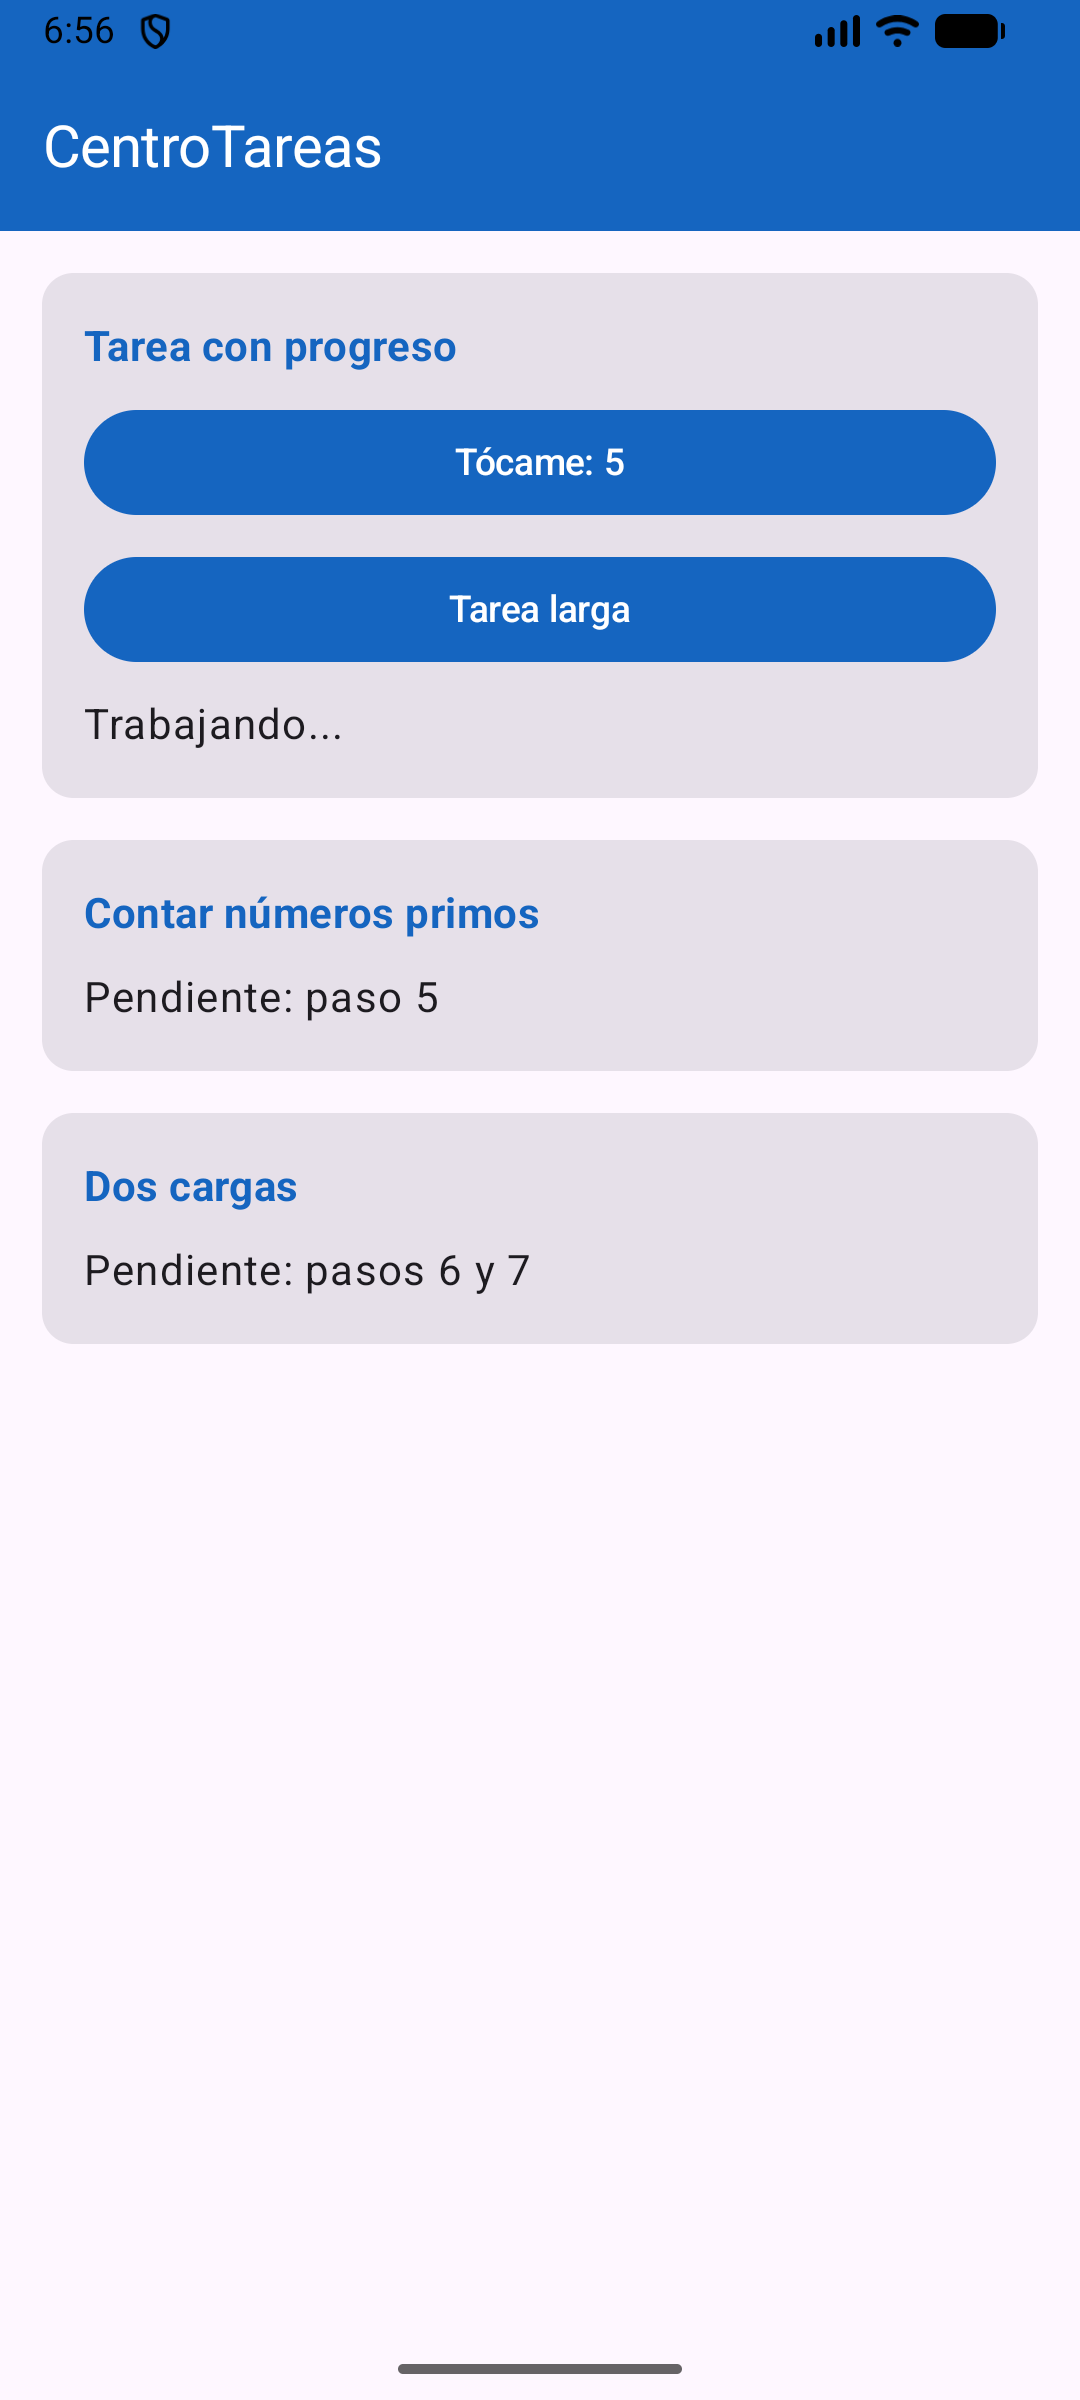 6:56
CentroTareas
Tarea con progreso
Tócame: 5
Tarea larga
Trabajando...
Contar números primos
Pendiente: paso 5
Dos cargas
Pendiente: pasos 6 y 7